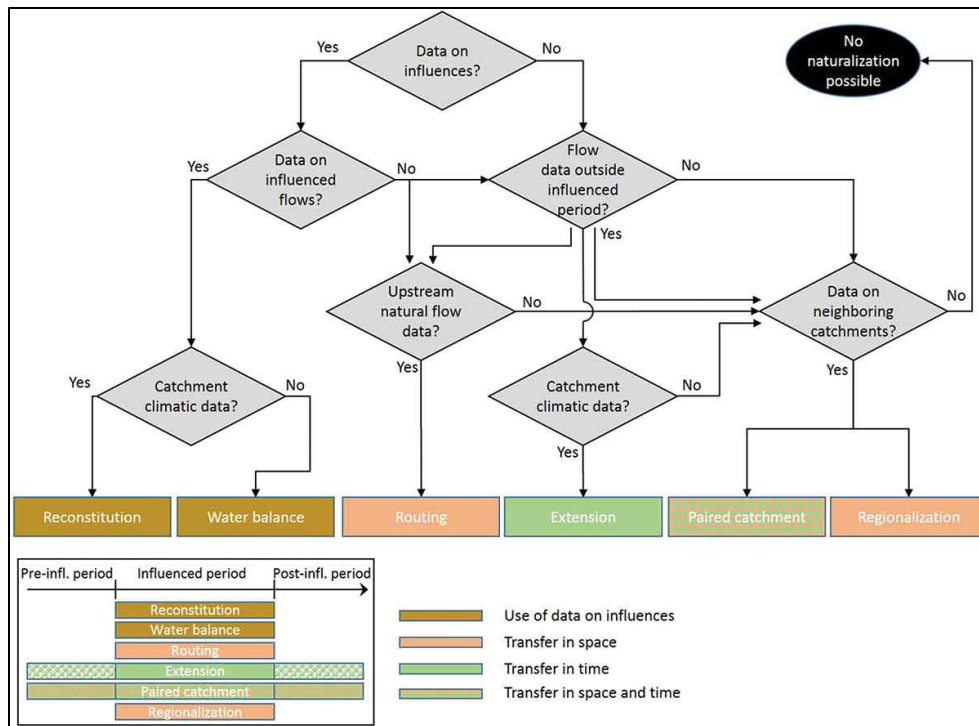 Yes
Data on
influences?
No
No
naturalization
possible
Yes
Data on
influenced
flows?
No
Flow
data outside
influenced
period?
No
Yes
Upstream
natural flow
data?
No
Yes
Data on
neighboring
catchments?
No
Yes
Yes
Catchment
climatic data?
No
Catchment
climatic data?
No
Yes
Reconstitution
Water balance
Routing
Extension
Paired catchment
Regionalization
Pre-infl. period
Influenced period
Post-infl. period
Reconstitution
Water balance
Routing
Extension
Paired catchment
Regionalization
Use of data on influences
Transfer in space
Transfer in time
Transfer in space and time